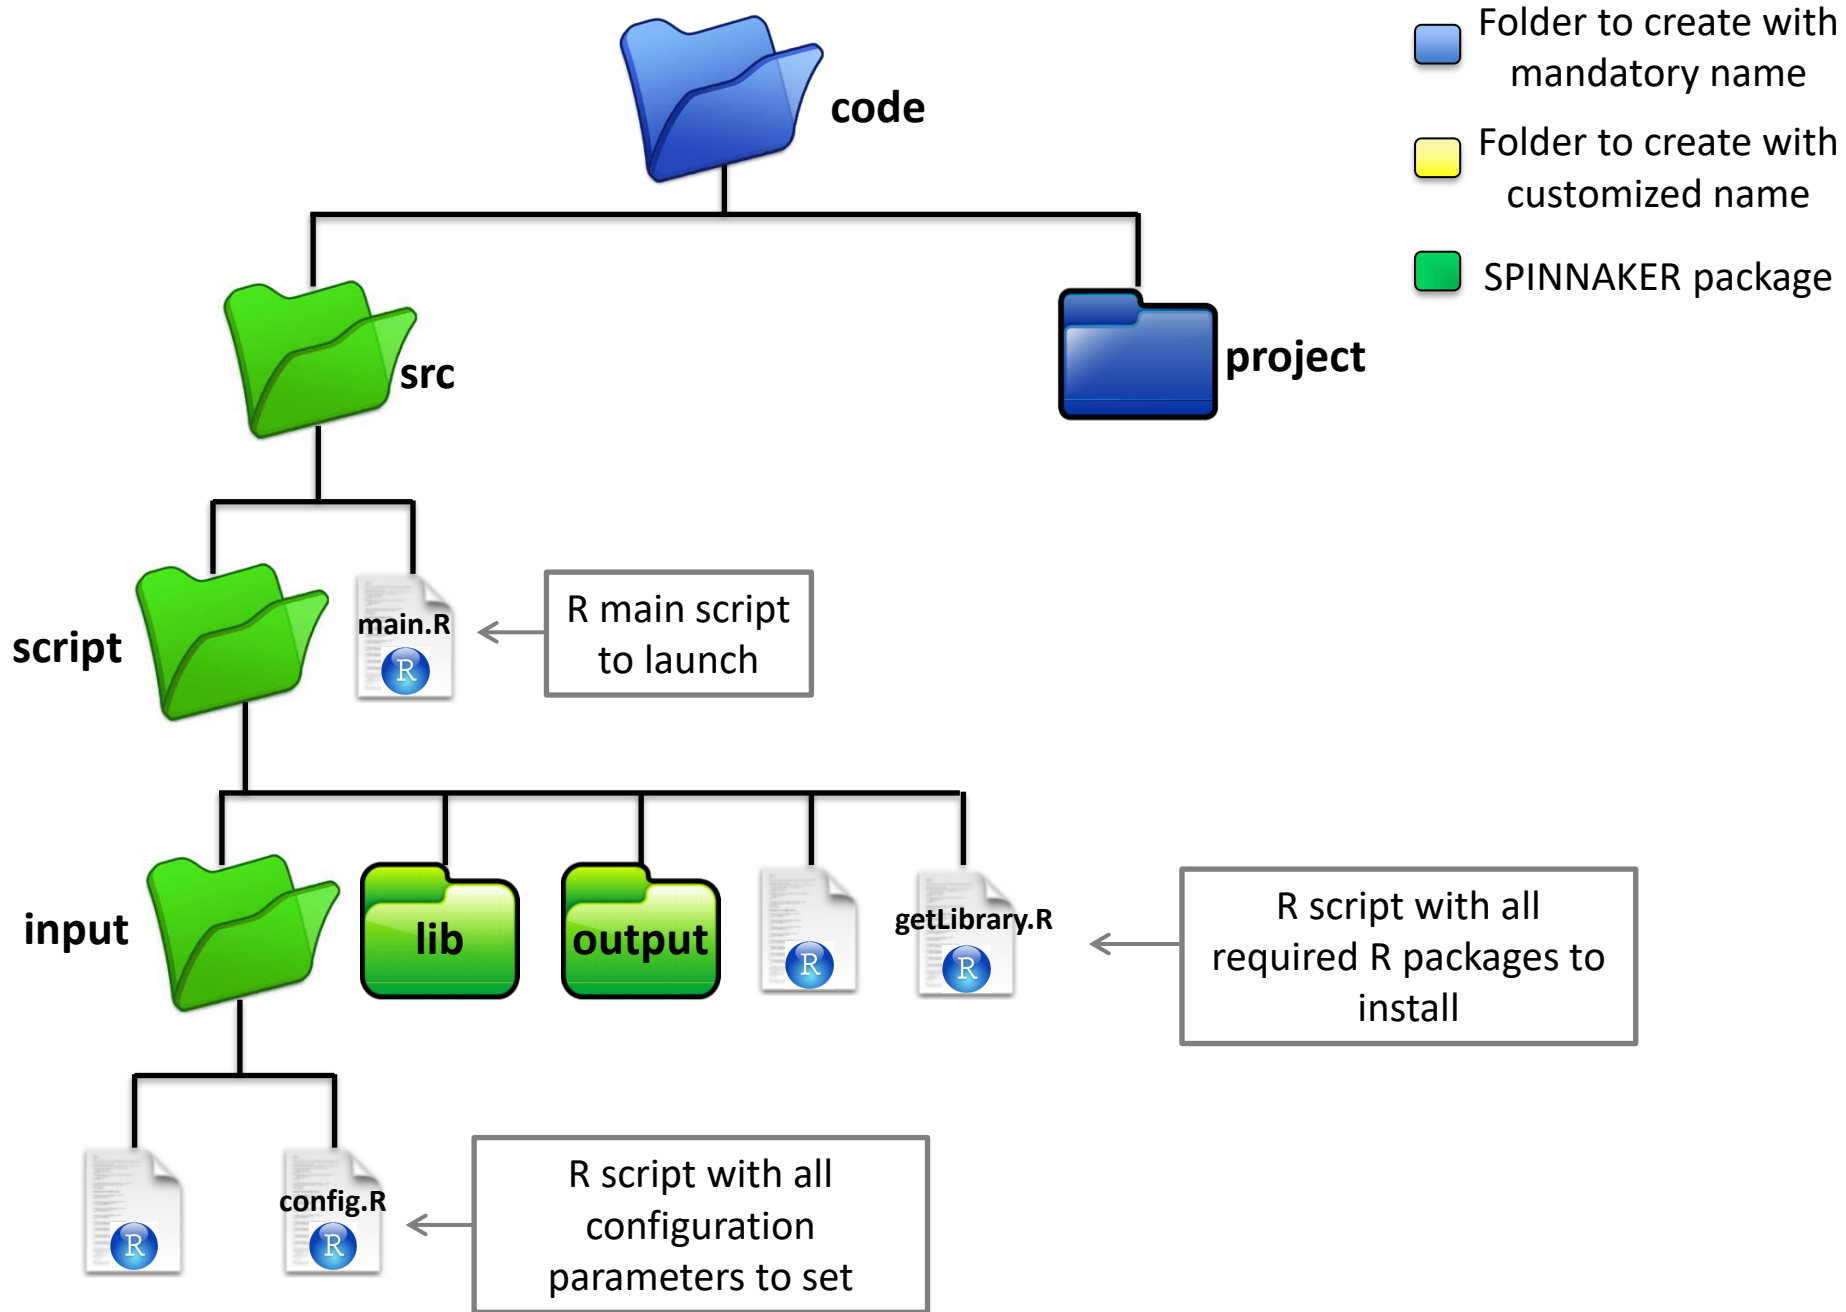 Folder to create with
mandatory name
code
Folder to create with
customized name
SPINNAKER package
project
src
main.R
R
R main script
to launch
script
input
lib
output
R
getLibrary.R
R
R script with all
required R packages to
install
R
config.R
R
R script with all
configuration
parameters to set